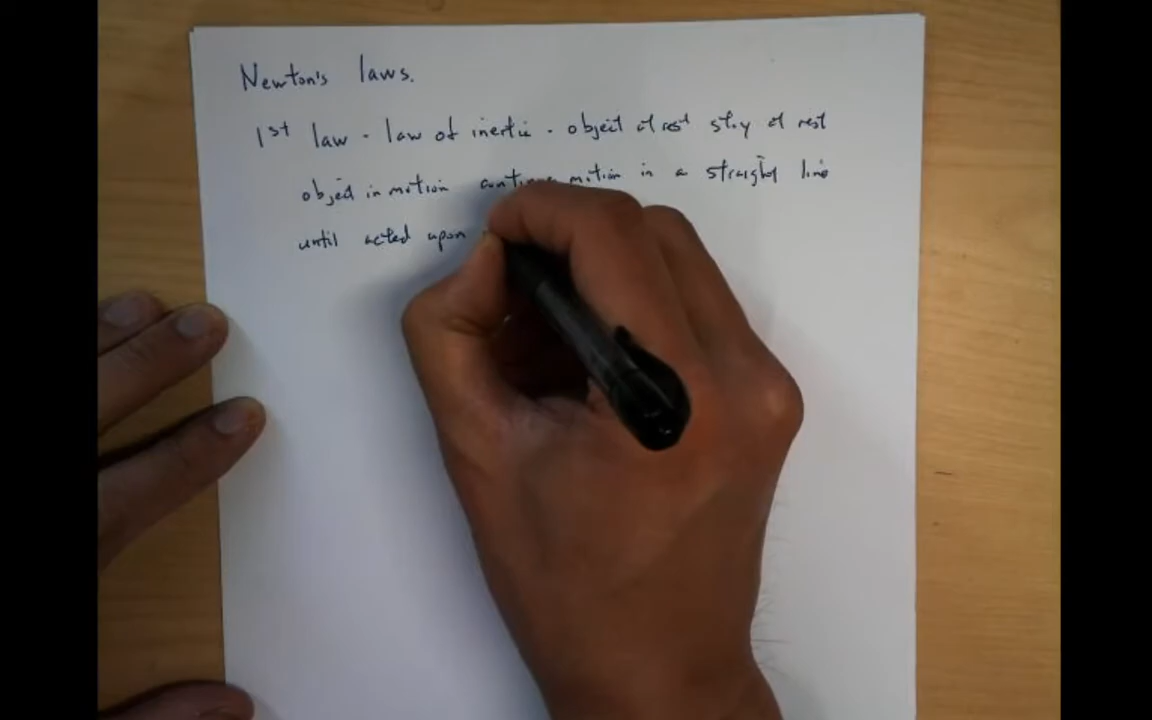 Newton's laws.
1st law - law of inertia - object at rest stay at rest
object in motion continue motion in a straight line
until acted upon